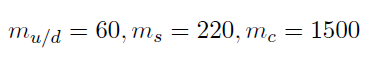 m_{u/d} = 60, m_s = 220, m_c = 1500